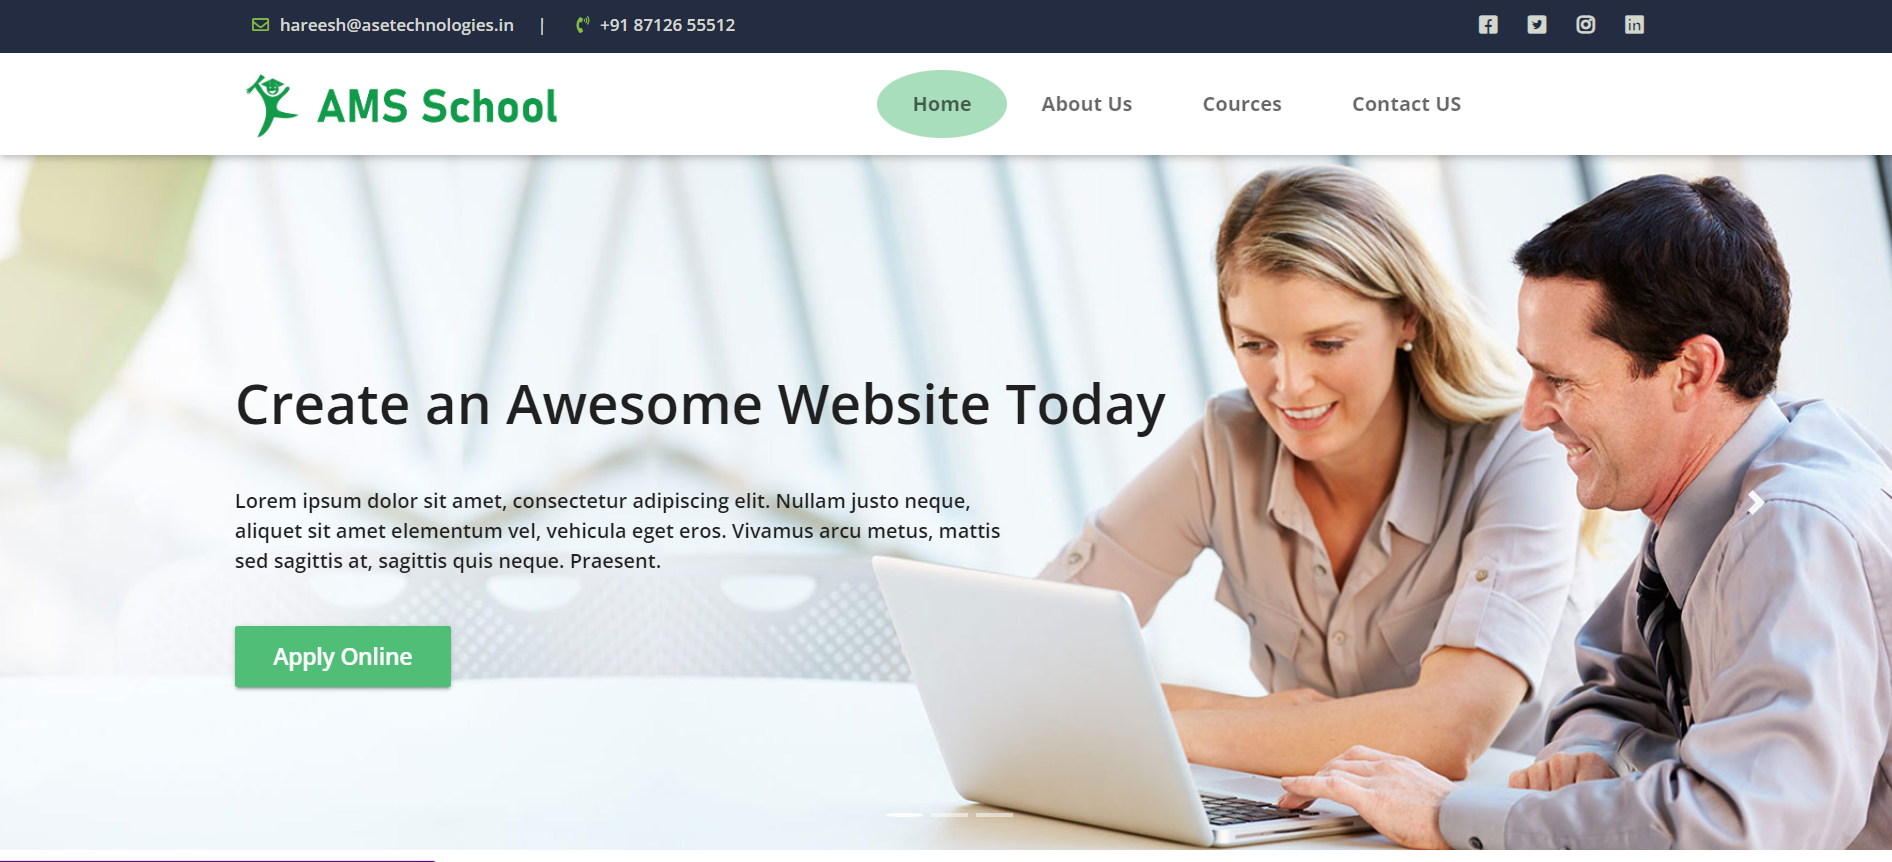 hareesh@asetechnologies.in | +91 87126 55512
AMS School
Home About Us Cources Contact US
Create an Awesome Website Today
Lorem ipsum dolor sit amet, consectetur adipiscing elit. Nullam justo neque,
aliquet sit amet elementum vel, vehicula eget eros. Vivamus arcu metus, mattis
sed sagittis at, sagittis quis neque. Praesent.
Apply Online